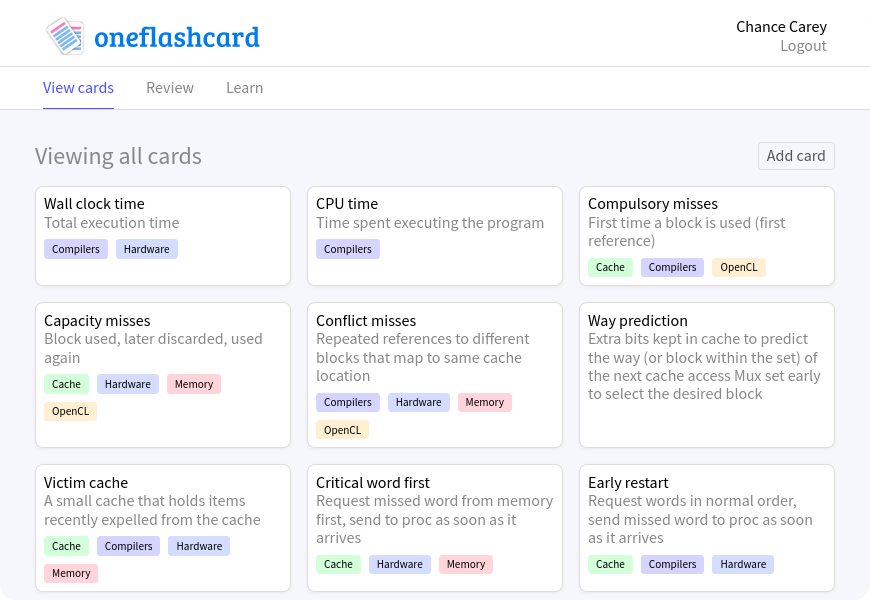 oneflashcard
Chance Carey
Logout
View cards
Review
Learn
Viewing all cards
Add card
Wall clock time
Total execution time
Compilers
Hardware
CPU time
Time spent executing the program
Compilers
Compulsory misses
First time a block is used (first
reference)
Cache
Compilers
OpenCL
Capacity misses
Block used, later discarded, used
again
Cache
Hardware
Memory
OpenCL
Conflict misses
Repeated references to different
blocks that map to same cache
location
Compilers
Hardware
Memory
OpenCL
Way prediction
Extra bits kept in cache to predict
the way (or block within the set) of
the next cache access Mux set early
to select the desired block
Victim cache
A small cache that holds items
recently expelled from the cache
Cache
Compilers
Hardware
Memory
Critical word first
Request missed word from memory
first, send to proc as soon as it
arrives
Cache
Hardware
Memory
Early restart
Request words in normal order,
send missed word to proc as soon
as it arrives
Cache
Compilers
Hardware